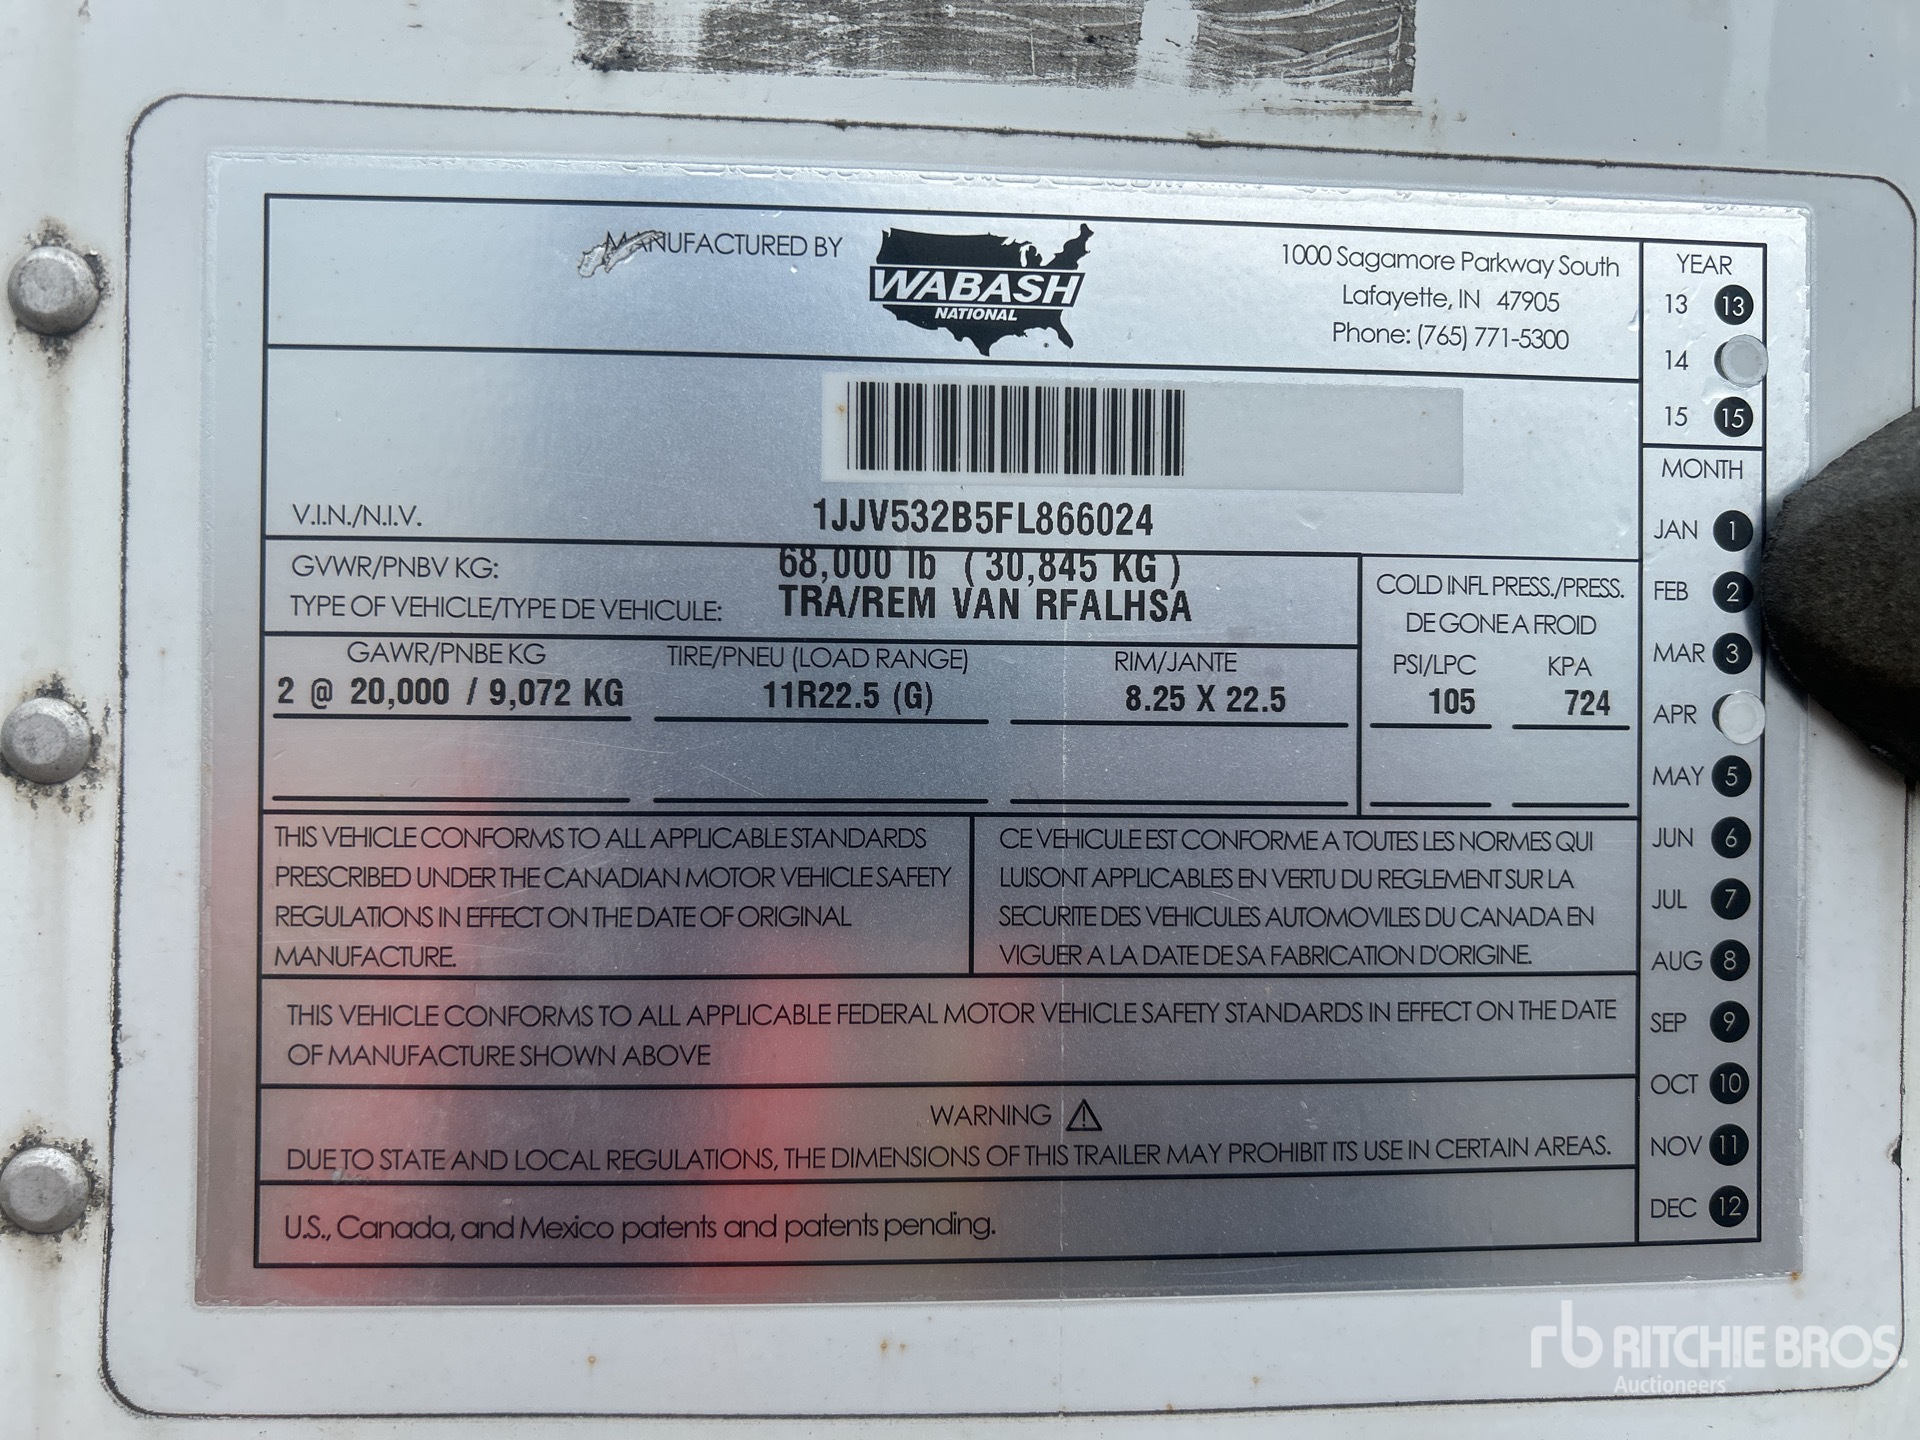 MANUFACTURED BY
WABASH
NATIONAL
1000 Sagamore Parkway South
Lafayette, IN 47905
Phone: (765) 771-5300
V.I.N./N.I.V.
1JJV532B5FL866024
GVWR/PNBV KG:
68,000 lb (30,845 KG)
TYPE OF VEHICLE/TYPE DE VEHICULE:
TRA/REM VAN RFALHSA
GAWR/PNBE KG
2 @ 20,000 / 9,072 KG
TIRE/PNEU (LOAD RANGE)
11R22.5 (G)
RIM/JANTE
8.25 X 22.5
COLD INFL PRESS./PRESS.
DE GONE A FROID
PSI/LPC KPA
105 724
THIS VEHICLE CONFORMS TO ALL APPLICABLE STANDARDS
PRESCRIBED UNDER THE CANADIAN MOTOR VEHICLE SAFETY
REGULATIONS IN EFFECT ON THE DATE OF ORIGINAL
MANUFACTURE.
CE VEHICULE EST CONFORME A TOUTES LES NORMES QUI
LUISONT APPLICABLES EN VERTU DU REGLEMENT SUR LA
SECURITE DES VEHICULES AUTOMOVILES DU CANADA EN
VIGUER A LA DATE DE SA FABRICATION D'ORIGINE.
THIS VEHICLE CONFORMS TO ALL APPLICABLE FEDERAL MOTOR VEHICLE SAFETY STANDARDS IN EFFECT ON THE DATE
OF MANUFACTURE SHOWN ABOVE
WARNING
DUE TO STATE AND LOCAL REGULATIONS, THE DIMENSIONS OF THIS TRAILER MAY PROHIBIT ITS USE IN CERTAIN AREAS.
U.S., Canada, and Mexico patents and patents pending.
YEAR
13 13
14
15 15
MONTH
JAN 1
FEB 2
MAR 3
APR
MAY 5
JUN 6
JUL 7
AUG 8
SEP 9
OCT 10
NOV 11
DEC 12
rb RITCHIE BROS.
Auctioneers